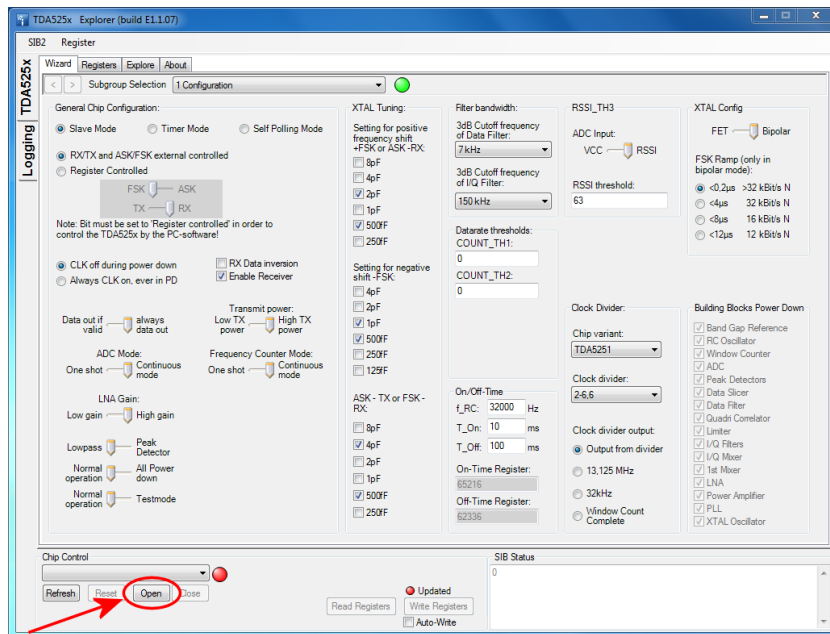 TDA525x Explorer (build E1.1.07)
SIB2 Register
TDA525x
Logging
Wizard Registers Explore About
< > Subgroup Selection 1 Configuration
General Chip Configuration:
Slave Mode Timer Mode Self Polling Mode
RX/TX and ASK/FSK external controlled
Register Controlled
FSK ASK
TX RX
Note: Bit must be set to 'Register controlled' in order to
control the TDA525x by the PC-software!
CLK off during power down
Always CLK on, ever in PD
RX Data inversion
Enable Receiver
Data out if
valid
always
data out
Transmit power:
Low TX
power
High TX
power
ADC Mode:
One shot
Continuous
mode
Frequency Counter Mode:
One shot
Continuous
mode
LNA Gain:
Low gain High gain
Lowpass
Peak
Detector
Normal
operation
All Power
down
Normal
operation
Testmode
XTAL Tuning:
Setting for positive
frequency shift
+FSK or ASK -RX:
8pF
4pF
2pF
1pF
500fF
250fF
Setting for negative
shift -FSK:
4pF
2pF
1pF
500fF
250fF
125fF
ASK - TX or FSK -
RX:
8pF
4pF
2pF
1pF
500fF
250fF
Filter bandwidth:
3dB Cutoff frequency
of Data Filter:
7 kHz
3dB Cutoff frequency
of I/Q Filter:
150 kHz
Datarate thresholds:
COUNT_TH1:
0
COUNT_TH2:
0
On/Off-Time
f_RC: 32000 Hz
T_On: 10 ms
T_Off: 100 ms
On-Time Register:
65216
Off-Time Register:
62336
RSSI_TH3
ADC Input:
VCC RSSI
RSSI threshold:
63
Clock Divider:
Chip variant:
TDA5251
Clock divider:
2-6,6
Clock divider output:
Output from divider
13,125 MHz
32kHz
Window Count
Complete
XTAL Config
FET Bipolar
FSK Ramp (only in
bipolar mode):
<0,2µs >32 kBit/s N
<4µs 32 kBit/s N
<8µs 16 kBit/s N
<12µs 12 kBit/s N
Building Blocks Power Down
Band Gap Reference
RC Oscillator
Window Counter
ADC
Peak Detectors
Data Slicer
Data Filter
Quadri Correlator
Limiter
I/Q Filters
I/Q Mixer
1st Mixer
LNA
Power Amplifier
PLL
XTAL Oscillator
Chip Control
Refresh Reset Open Close
Updated
Read Registers Write Registers
Auto-Write
SIB Status
0